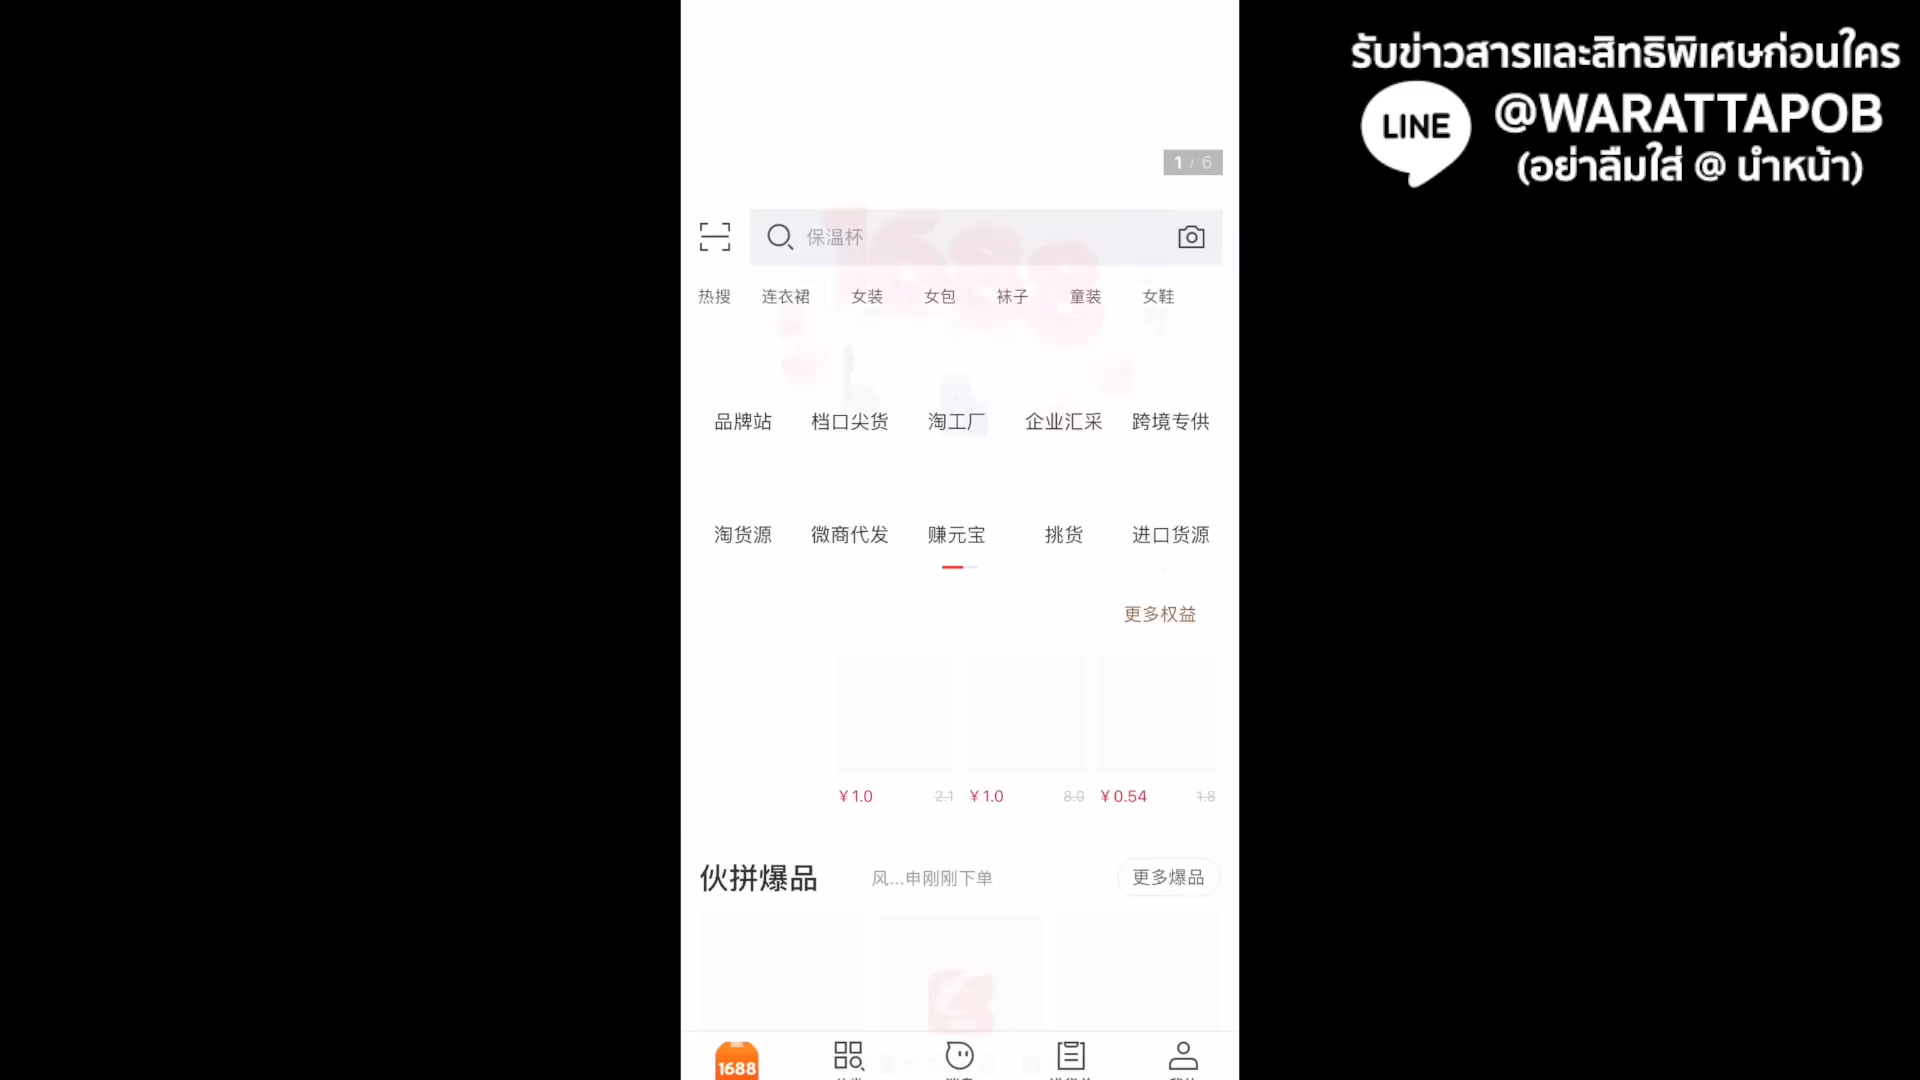 รับข่าวสารและสิทธิพิเศษก่อนใคร
LINE @WARATTAPOB
(อย่าลืมใส่ @ นำหน้า)
1 / 6
保温杯
热搜 连衣裙 女装 女包 袜子 童装 女鞋
品牌站 档口尖货 淘工厂 企业汇采 跨境专供
淘货源 微商代发 赚元宝 挑货 进口货源
更多权益
¥1.0 2.1 ¥1.0 8.0 ¥0.54 1.8
伙拼爆品 风...申刚刚下单 更多爆品
1688